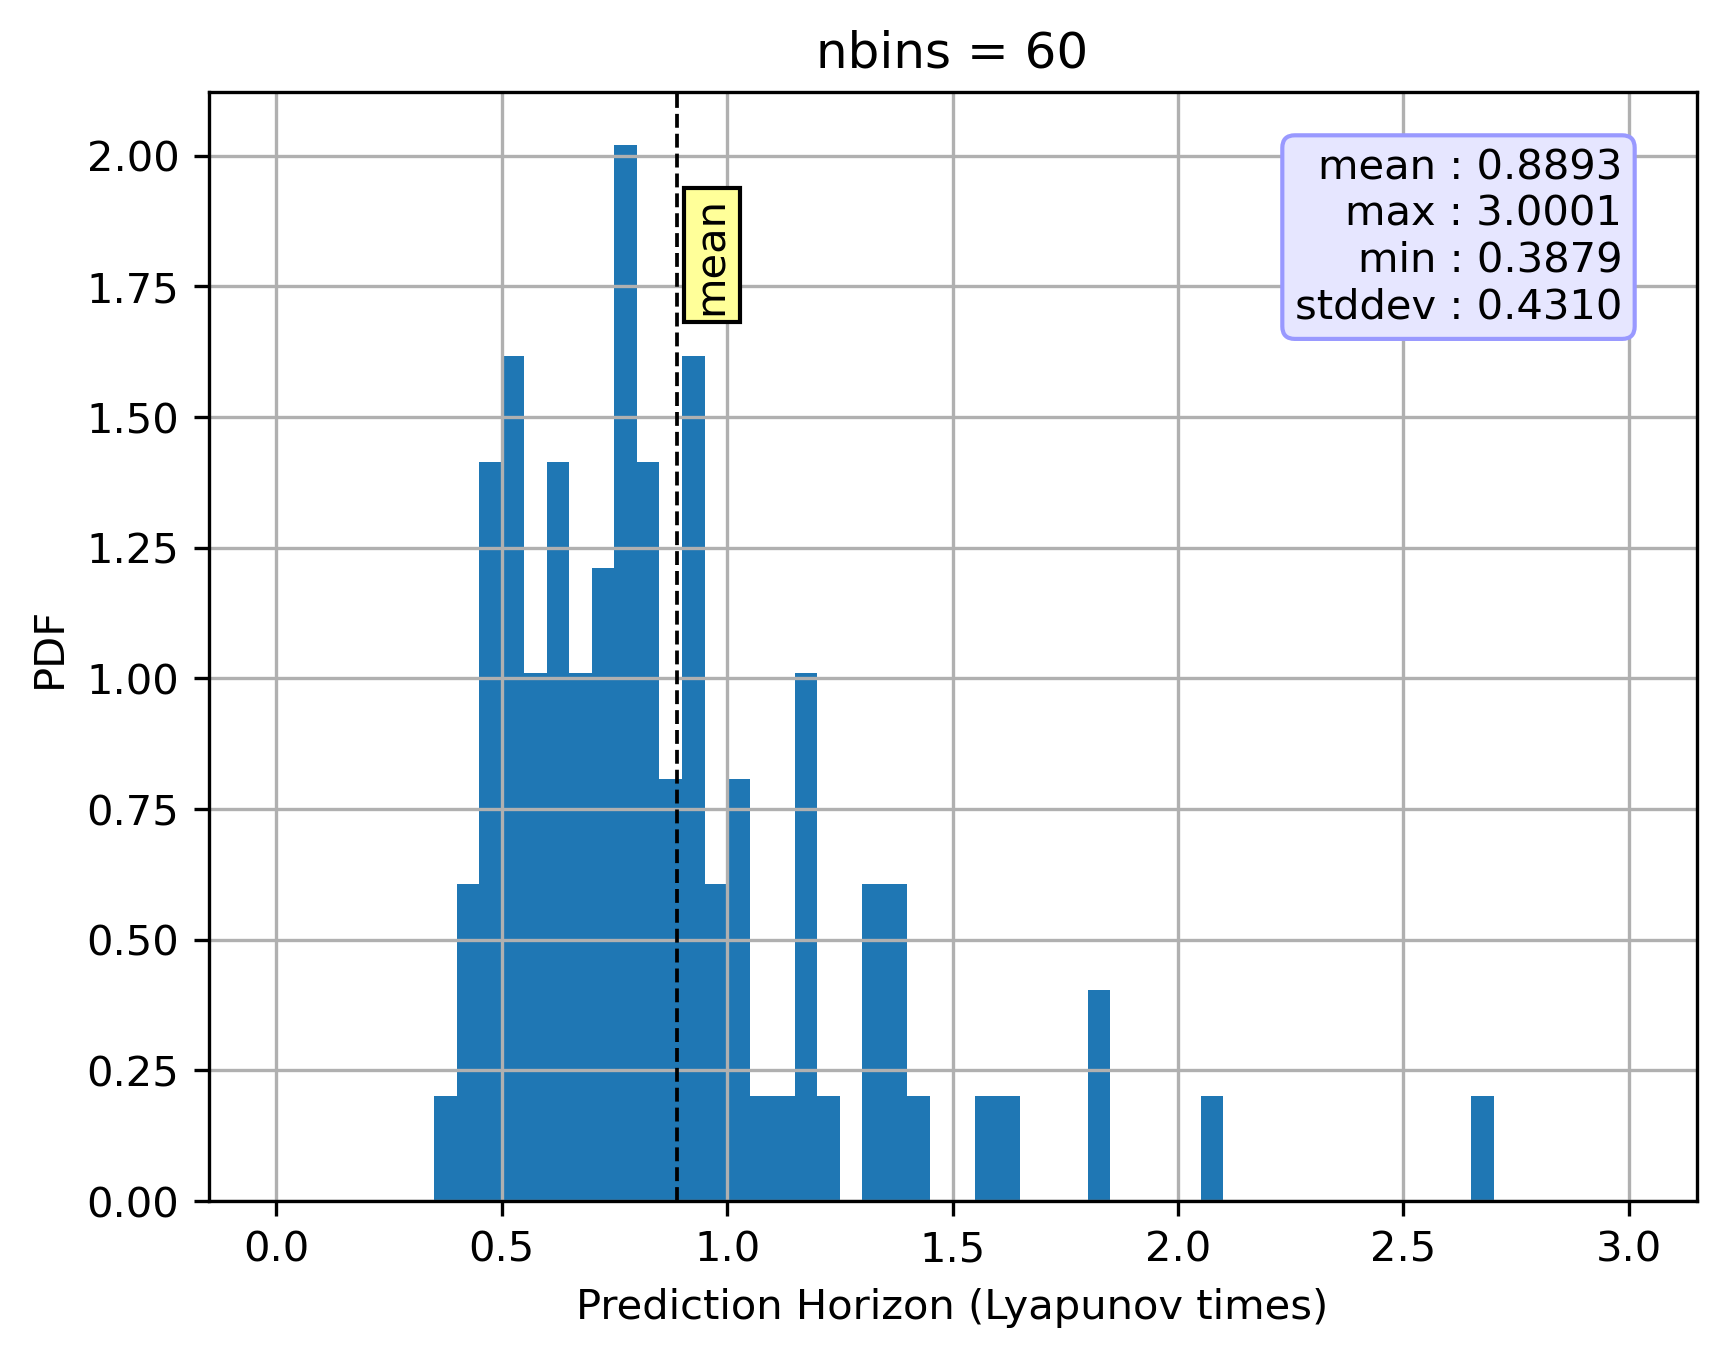 nbins = 60
mean : 0.8893
max : 3.0001
min : 0.3879
stddev : 0.4310
mean
PDF
2.00
1.75
1.50
1.25
1.00
0.75
0.50
0.25
0.00
0.0 0.5 1.0 1.5 2.0 2.5 3.0
Prediction Horizon (Lyapunov times)